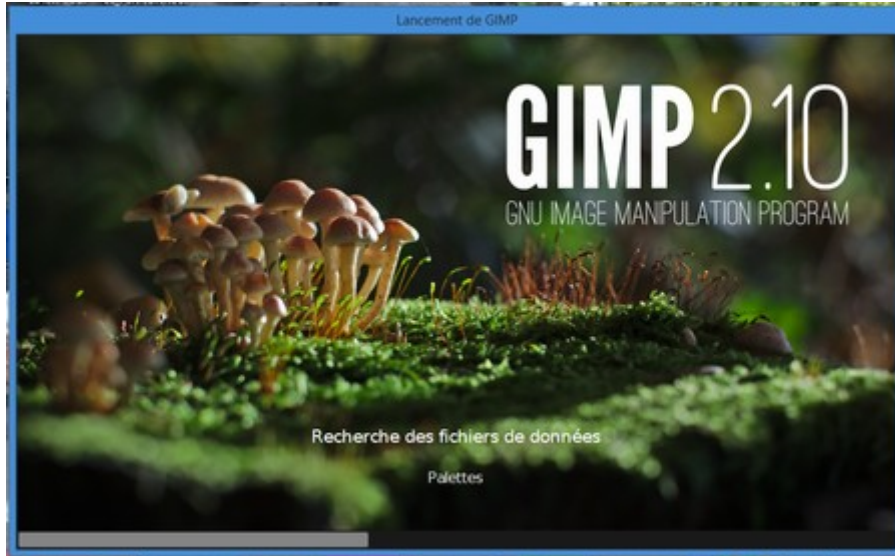 Lancement de GIMP
GIMP 2.10
GNU IMAGE MANIPULATION PROGRAM
Recherche des fichiers de données
Palettes